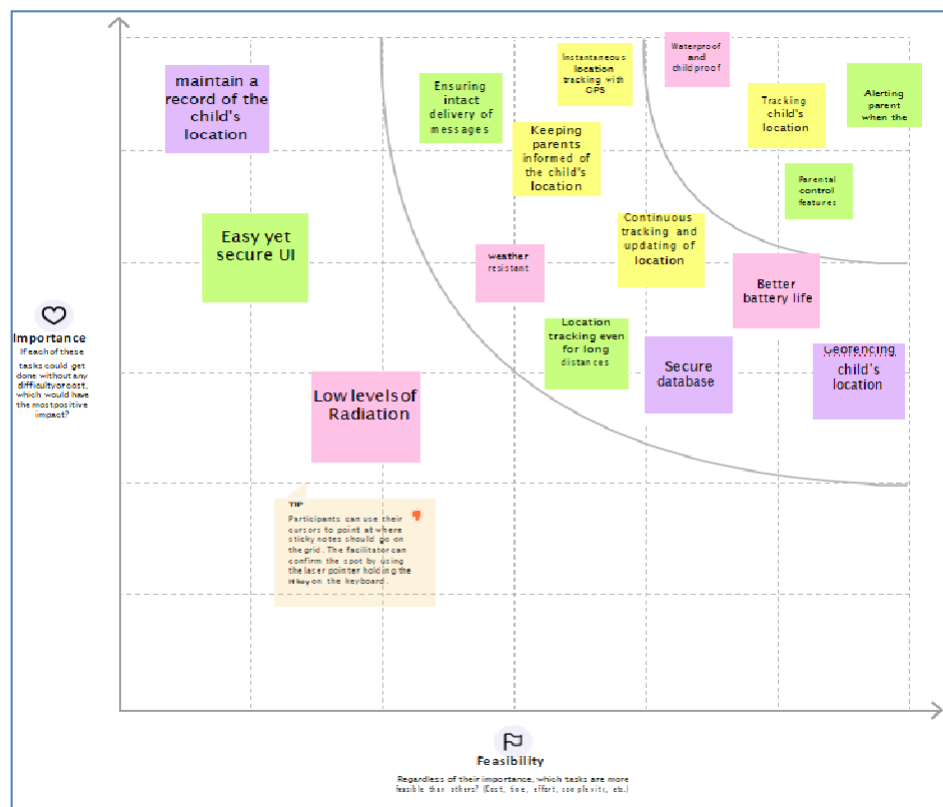 maintain a
record of the
child's
location
Ensuring
intact
delivery of
messages
Instantaneous
location
tracking with
GPS
Waterproof
and
childproof
Tracking
child's
location
Alerting
parent
when the
Keeping
parents
informed of
the child's
location
Parental
control
features
Easy yet
secure UI
weather
resistant
Continuous
tracking and
updating of
location
Better
battery life
Location
tracking even
for long
distances
Secure
database
Geofencing
child's
location
Low levels of
Radiation
Importance
If each of these
tasks could get
done without any
difficulty or cost,
which would have
the most positive
impact?
TIP
Participants can use their
cursors to point at where
sticky notes should go on
the grid. The facilitator can
confirm the spot by using
the laser pointer holding the
H key on the keyboard.
Feasibility
Regardless of their importance, which tasks are more
feasible than others? (Cost, time, effort, complexity, etc.)